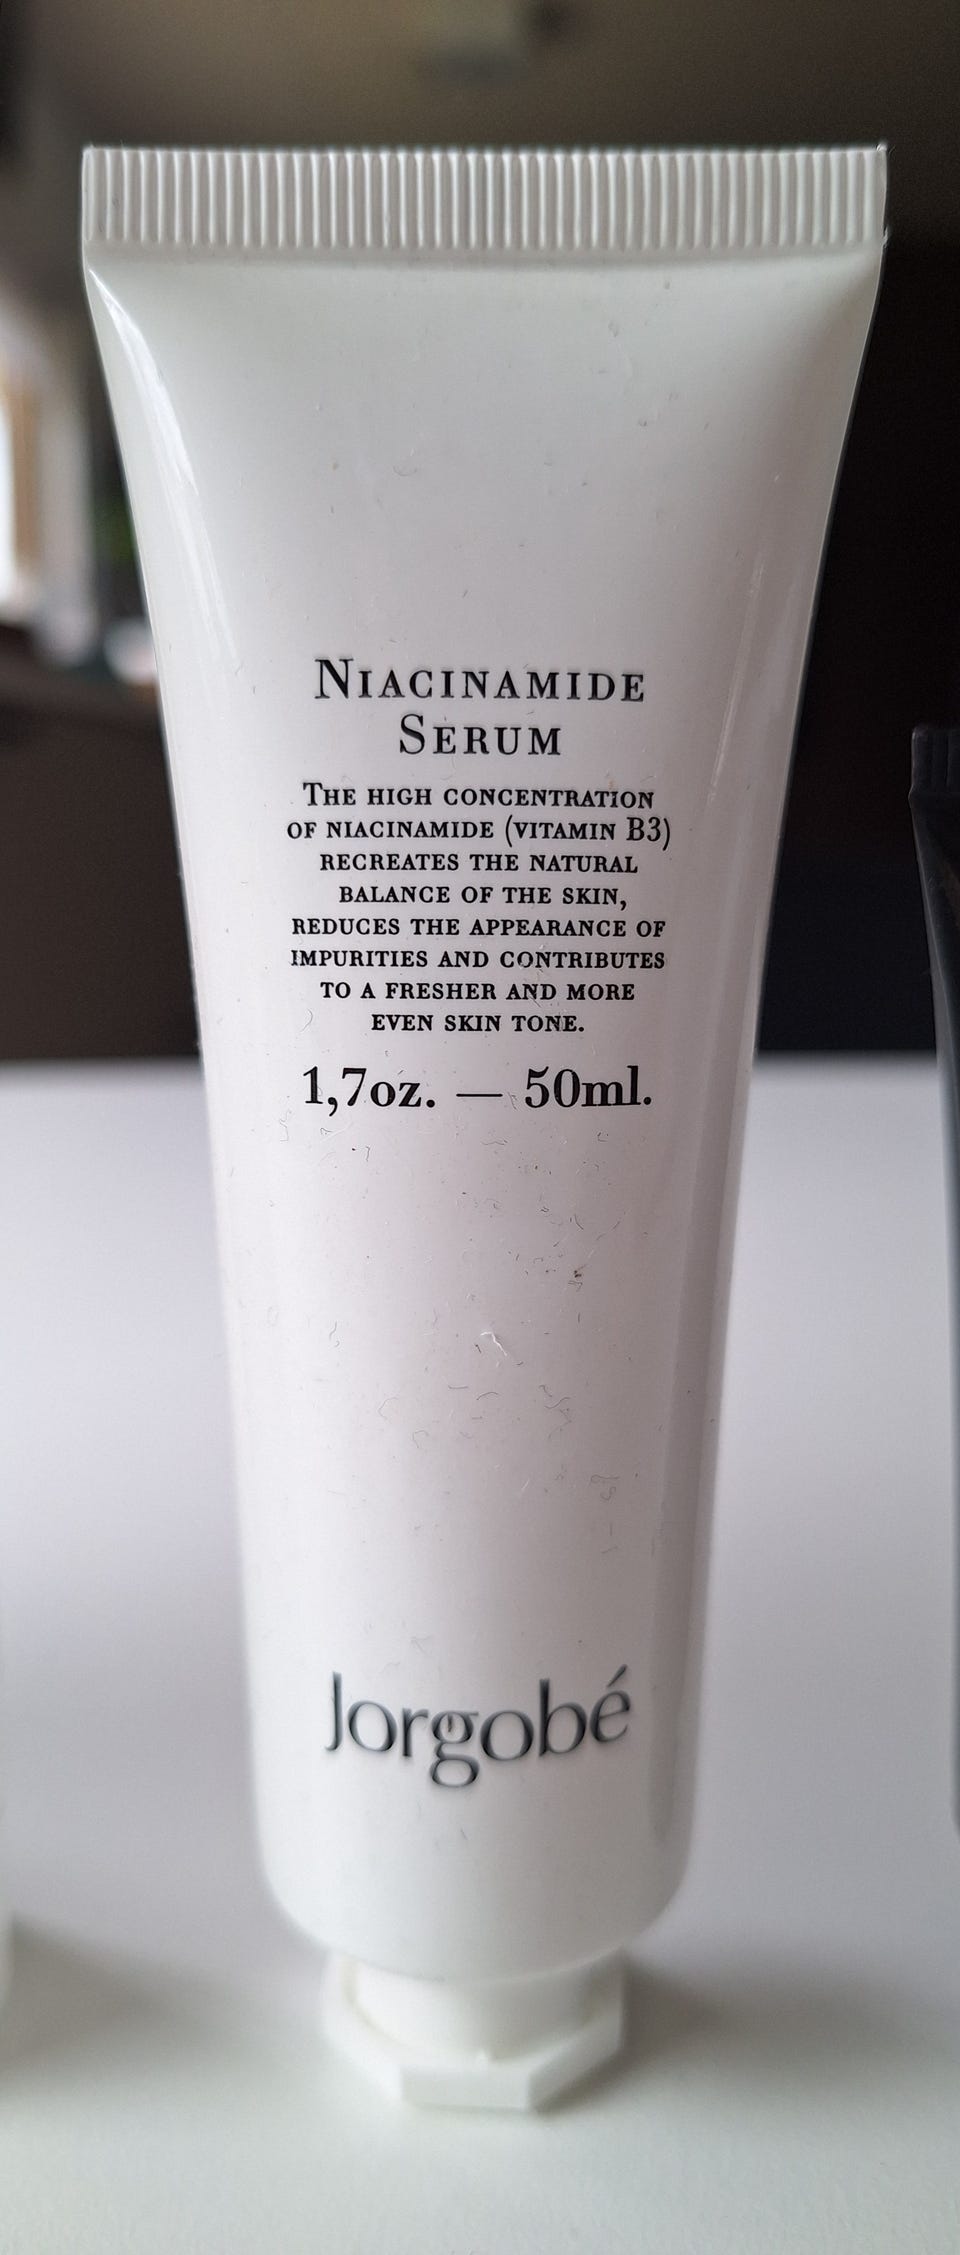 Niacinamide
Serum
The high concentration
of niacinamide (vitamin B3)
recreates the natural
balance of the skin,
reduces the appearance of
impurities and contributes
to a fresher and more
even skin tone.
1,7oz. — 50ml.
Jorgobé